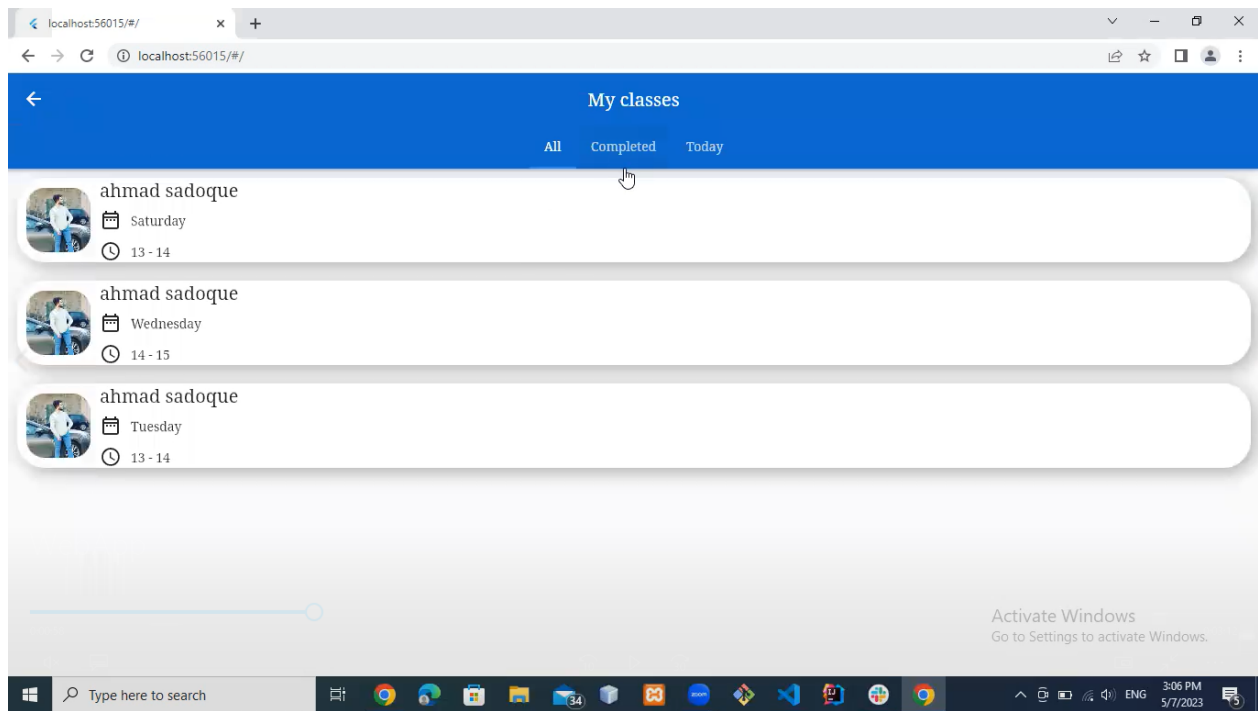 localhost:56015/#/
localhost:56015/#/
My classes
All Completed Today
ahmad sadoque
Saturday
13 - 14
ahmad sadoque
Wednesday
14 - 15
ahmad sadoque
Tuesday
13 - 14
Activate Windows
Go to Settings to activate Windows.
Type here to search
34
zoom
ENG
3:06 PM
5/7/2023
5